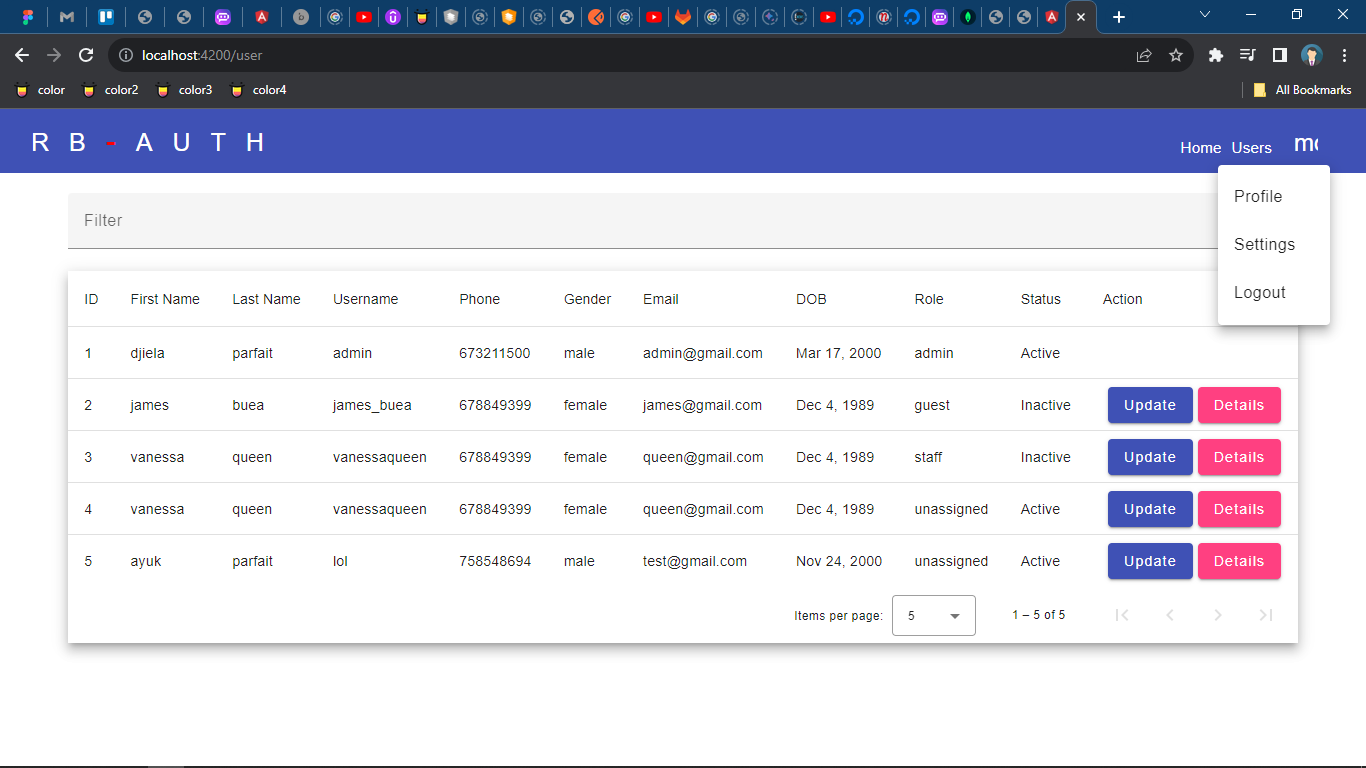 localhost:4200/user
color color2 color3 color4 All Bookmarks
R B - A U T H
Home Users mo
Profile
Settings
Logout
Filter
ID First Name Last Name Username Phone Gender Email DOB Role Status Action
1 djiela parfait admin 673211500 male admin@gmail.com Mar 17, 2000 admin Active
2 james buea james_buea 678849399 female james@gmail.com Dec 4, 1989 guest Inactive Update Details
3 vanessa queen vanessaqueen 678849399 female queen@gmail.com Dec 4, 1989 staff Inactive Update Details
4 vanessa queen vanessaqueen 678849399 female queen@gmail.com Dec 4, 1989 unassigned Active Update Details
5 ayuk parfait lol 758548694 male test@gmail.com Nov 24, 2000 unassigned Active Update Details
Items per page: 5 1 – 5 of 5